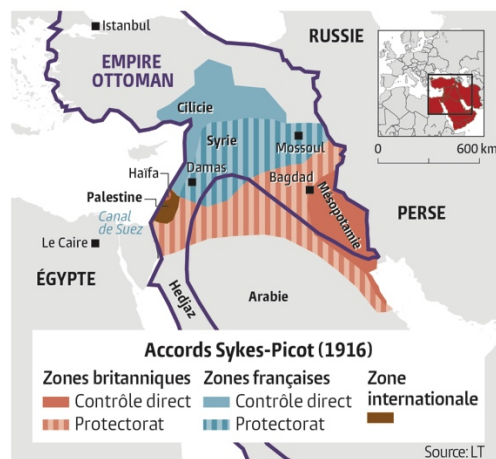 Istanbul
RUSSIE
EMPIRE
OTTOMAN
Cilicie
0 600 km
Syrie
Mossoul
Haïfa
Damas
Bagdad
Palestine
Mésopotamie
Canal
de Suez
PERSE
Le Caire
ÉGYPTE
Hedjaz
Arabie
Accords Sykes-Picot (1916)
Zones britanniques
Contrôle direct
Protectorat
Zones françaises
Contrôle direct
Protectorat
Zone
internationale
Source: LT